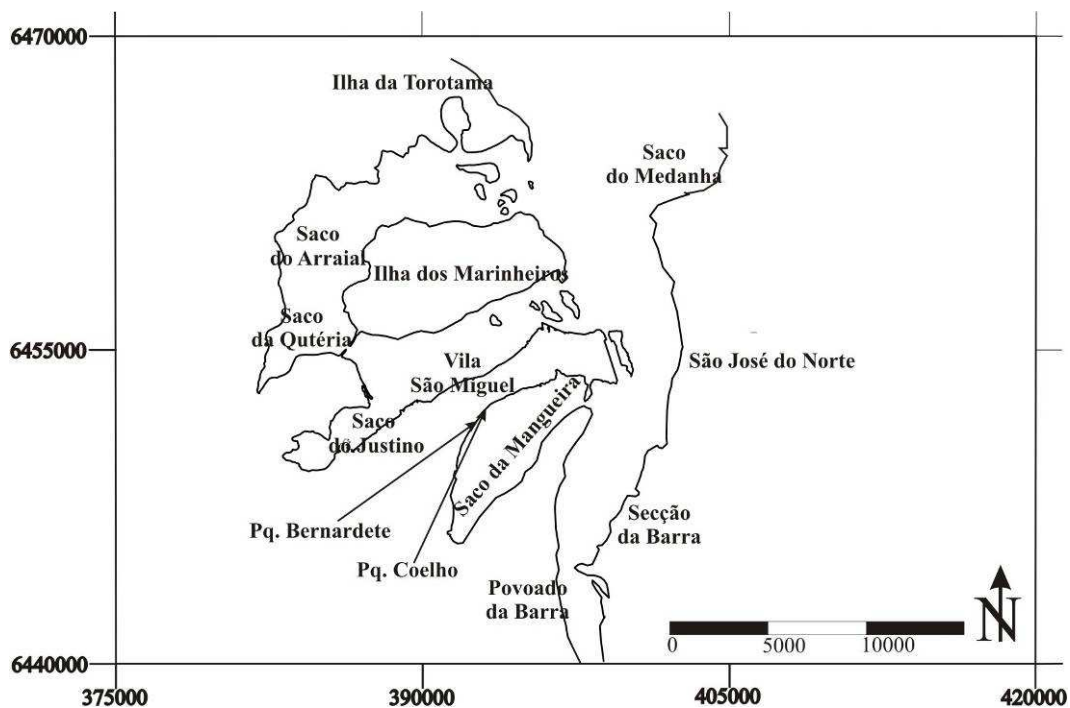 6470000
Ilha da Torotama
Saco
do Medanha
Saco
do Arraial
Ilha dos Marinheiros
Saco
da Qutéria
6455000
Vila
São Miguel
São José do Norte
Saco
do Justino
Saco da Mangueira
Pq. Bernardete
Secção
da Barra
Pq. Coelho
Povoado
da Barra
N
0 5000 10000
6440000
375000 390000 405000 420000